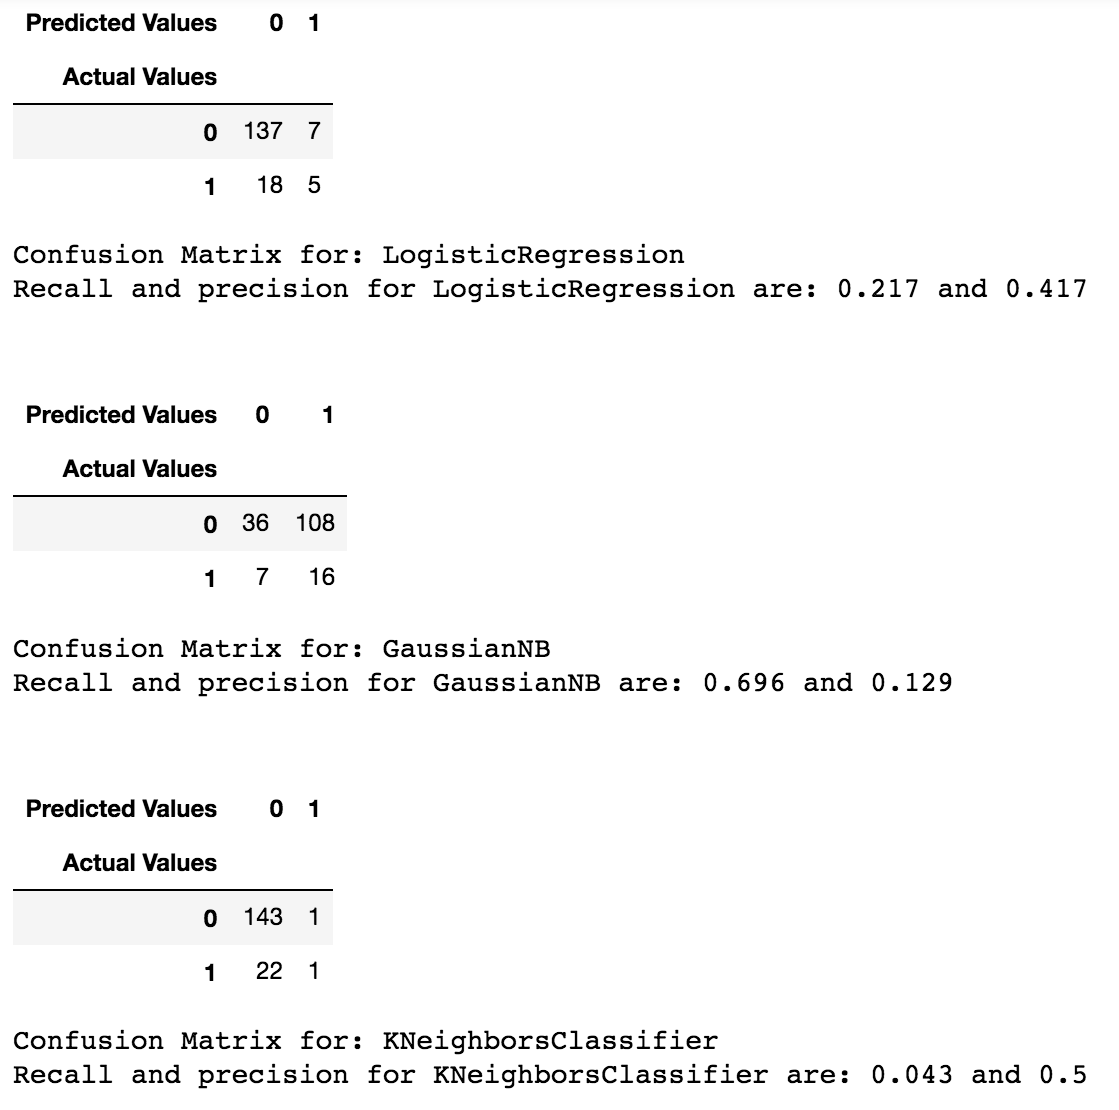 Predicted Values 0 1
Actual Values
0 137 7
1 18 5
Confusion Matrix for: LogisticRegression
Recall and precision for LogisticRegression are: 0.217 and 0.417
Predicted Values 0 1
Actual Values
0 36 108
1 7 16
Confusion Matrix for: GaussianNB
Recall and precision for GaussianNB are: 0.696 and 0.129
Predicted Values 0 1
Actual Values
0 143 1
1 22 1
Confusion Matrix for: KNeighborsClassifier
Recall and precision for KNeighborsClassifier are: 0.043 and 0.5